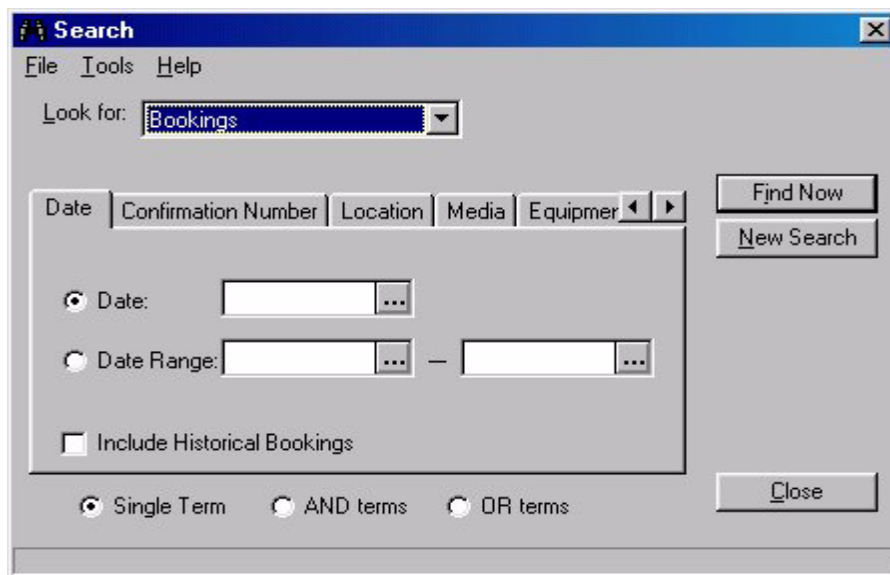 Search
File Tools Help
Look for: Bookings
Date Confirmation Number Location Media Equipmer
Find Now
New Search
Date: ...
Date Range: ... — ...
Include Historical Bookings
Single Term AND terms OR terms
Close